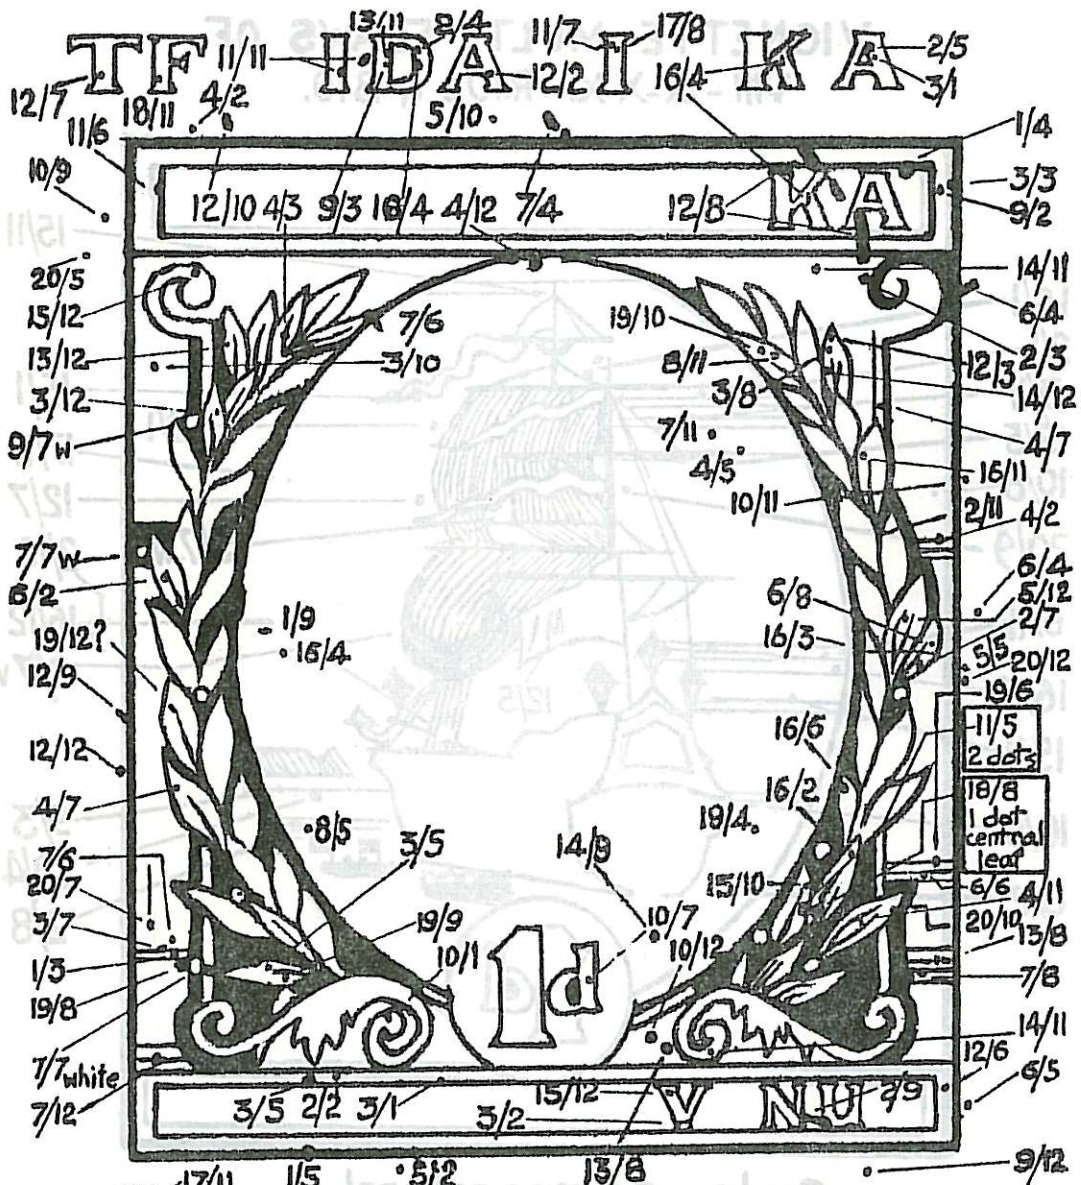 13/11 2/4 11/7 17/8
TF IDA I KA
11/11 12/2 16/4 2/5
12/7 18/11 4/2 5/10 3/1
11/6 1/4
10/9 3/3
12/10 4/3 9/3 4/12 7/4 12/8 KA
9/2
20/5 14/11
15/12 6/4
7/6 19/10
13/12 3/10 8/11 12/3 2/3
3/12 3/8 14/12
9/7w 7/11 4/7
4/5 16/11
10/11 2/11 4/2
7/7w 6/4
6/2 6/8 5/12
1/9 2/7
19/12? 16/4 16/3 5/5 20/12
12/9 19/6
12/12 16/6 11/5
2 dots
4/7 16/2 18/8
8/5 19/4 1 dot
7/6 3/5 14/9 central
leaf
20/7 15/10 6/6 4/11
3/7 19/9 10/7 20/10
1/3 10/1 10/12 13/8
19/8 1d 7/8
14/11
7/7 white 12/6
7/12 3/5 2/2 3/1 15/12 V NU 6/5
3/2
17/11 1/5 13/8 9/12